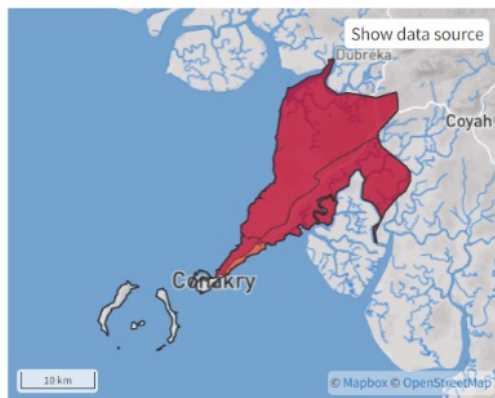 Show data source
Dubréka
Coyah
Conakry
10 km
© Mapbox © OpenStreetMap